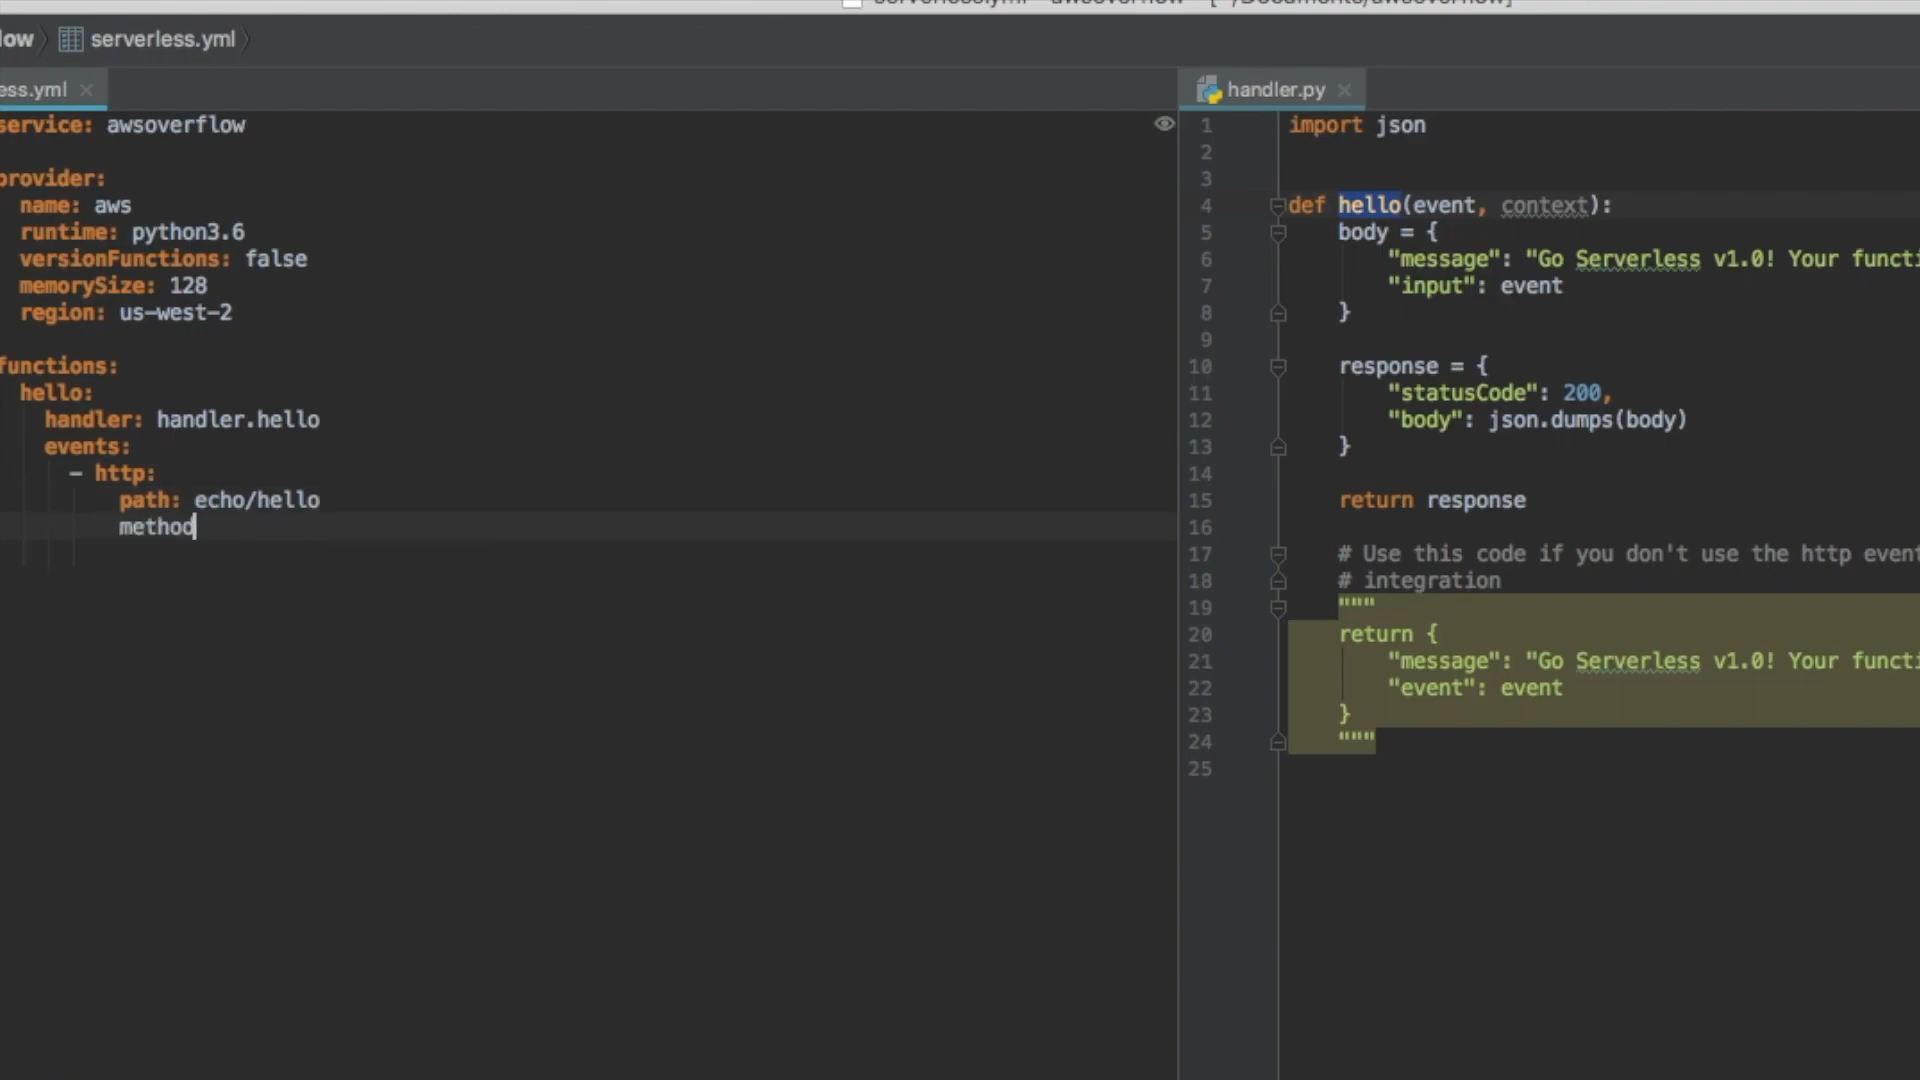 serverless.yml
service: awsoverflow
provider:
name: aws
runtime: python3.6
versionFunctions: false
memorySize: 128
region: us-west-2
functions:
hello:
handler: handler.hello
events:
- http:
path: echo/hello
method
handler.py
1 import json
2
3
4 def hello(event, context):
5 body = {
6 "message": "Go Serverless v1.0! Your functi
7 "input": event
8 }
9
10 response = {
11 "statusCode": 200,
12 "body": json.dumps(body)
13 }
14
15 return response
16
17 # Use this code if you don't use the http event
18 # integration
19 """
20 return {
21 "message": "Go Serverless v1.0! Your functi
22 "event": event
23 }
24 """
25